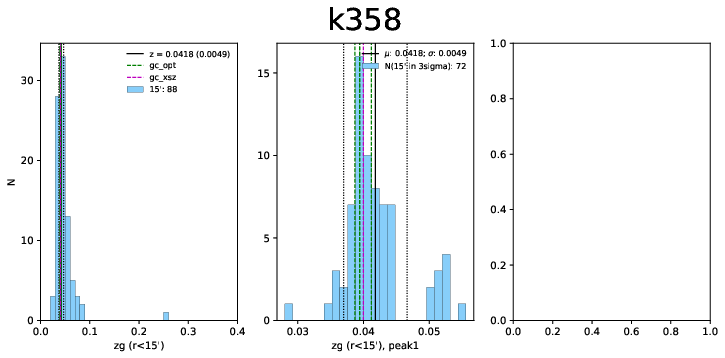 k358
z = 0.0418 (0.0049)
gc_opt
gc_xsz
15': 88
N
30
20
10
0
0.0 0.1 0.2 0.3 0.4
zg (r<15')
μ: 0.0418; σ: 0.0049
N(15' in 3sigma): 72
15
10
5
0
0.03 0.04 0.05
zg (r<15'), peak1
1.0
0.8
0.6
0.4
0.2
0.0
0.0 0.2 0.4 0.6 0.8 1.0